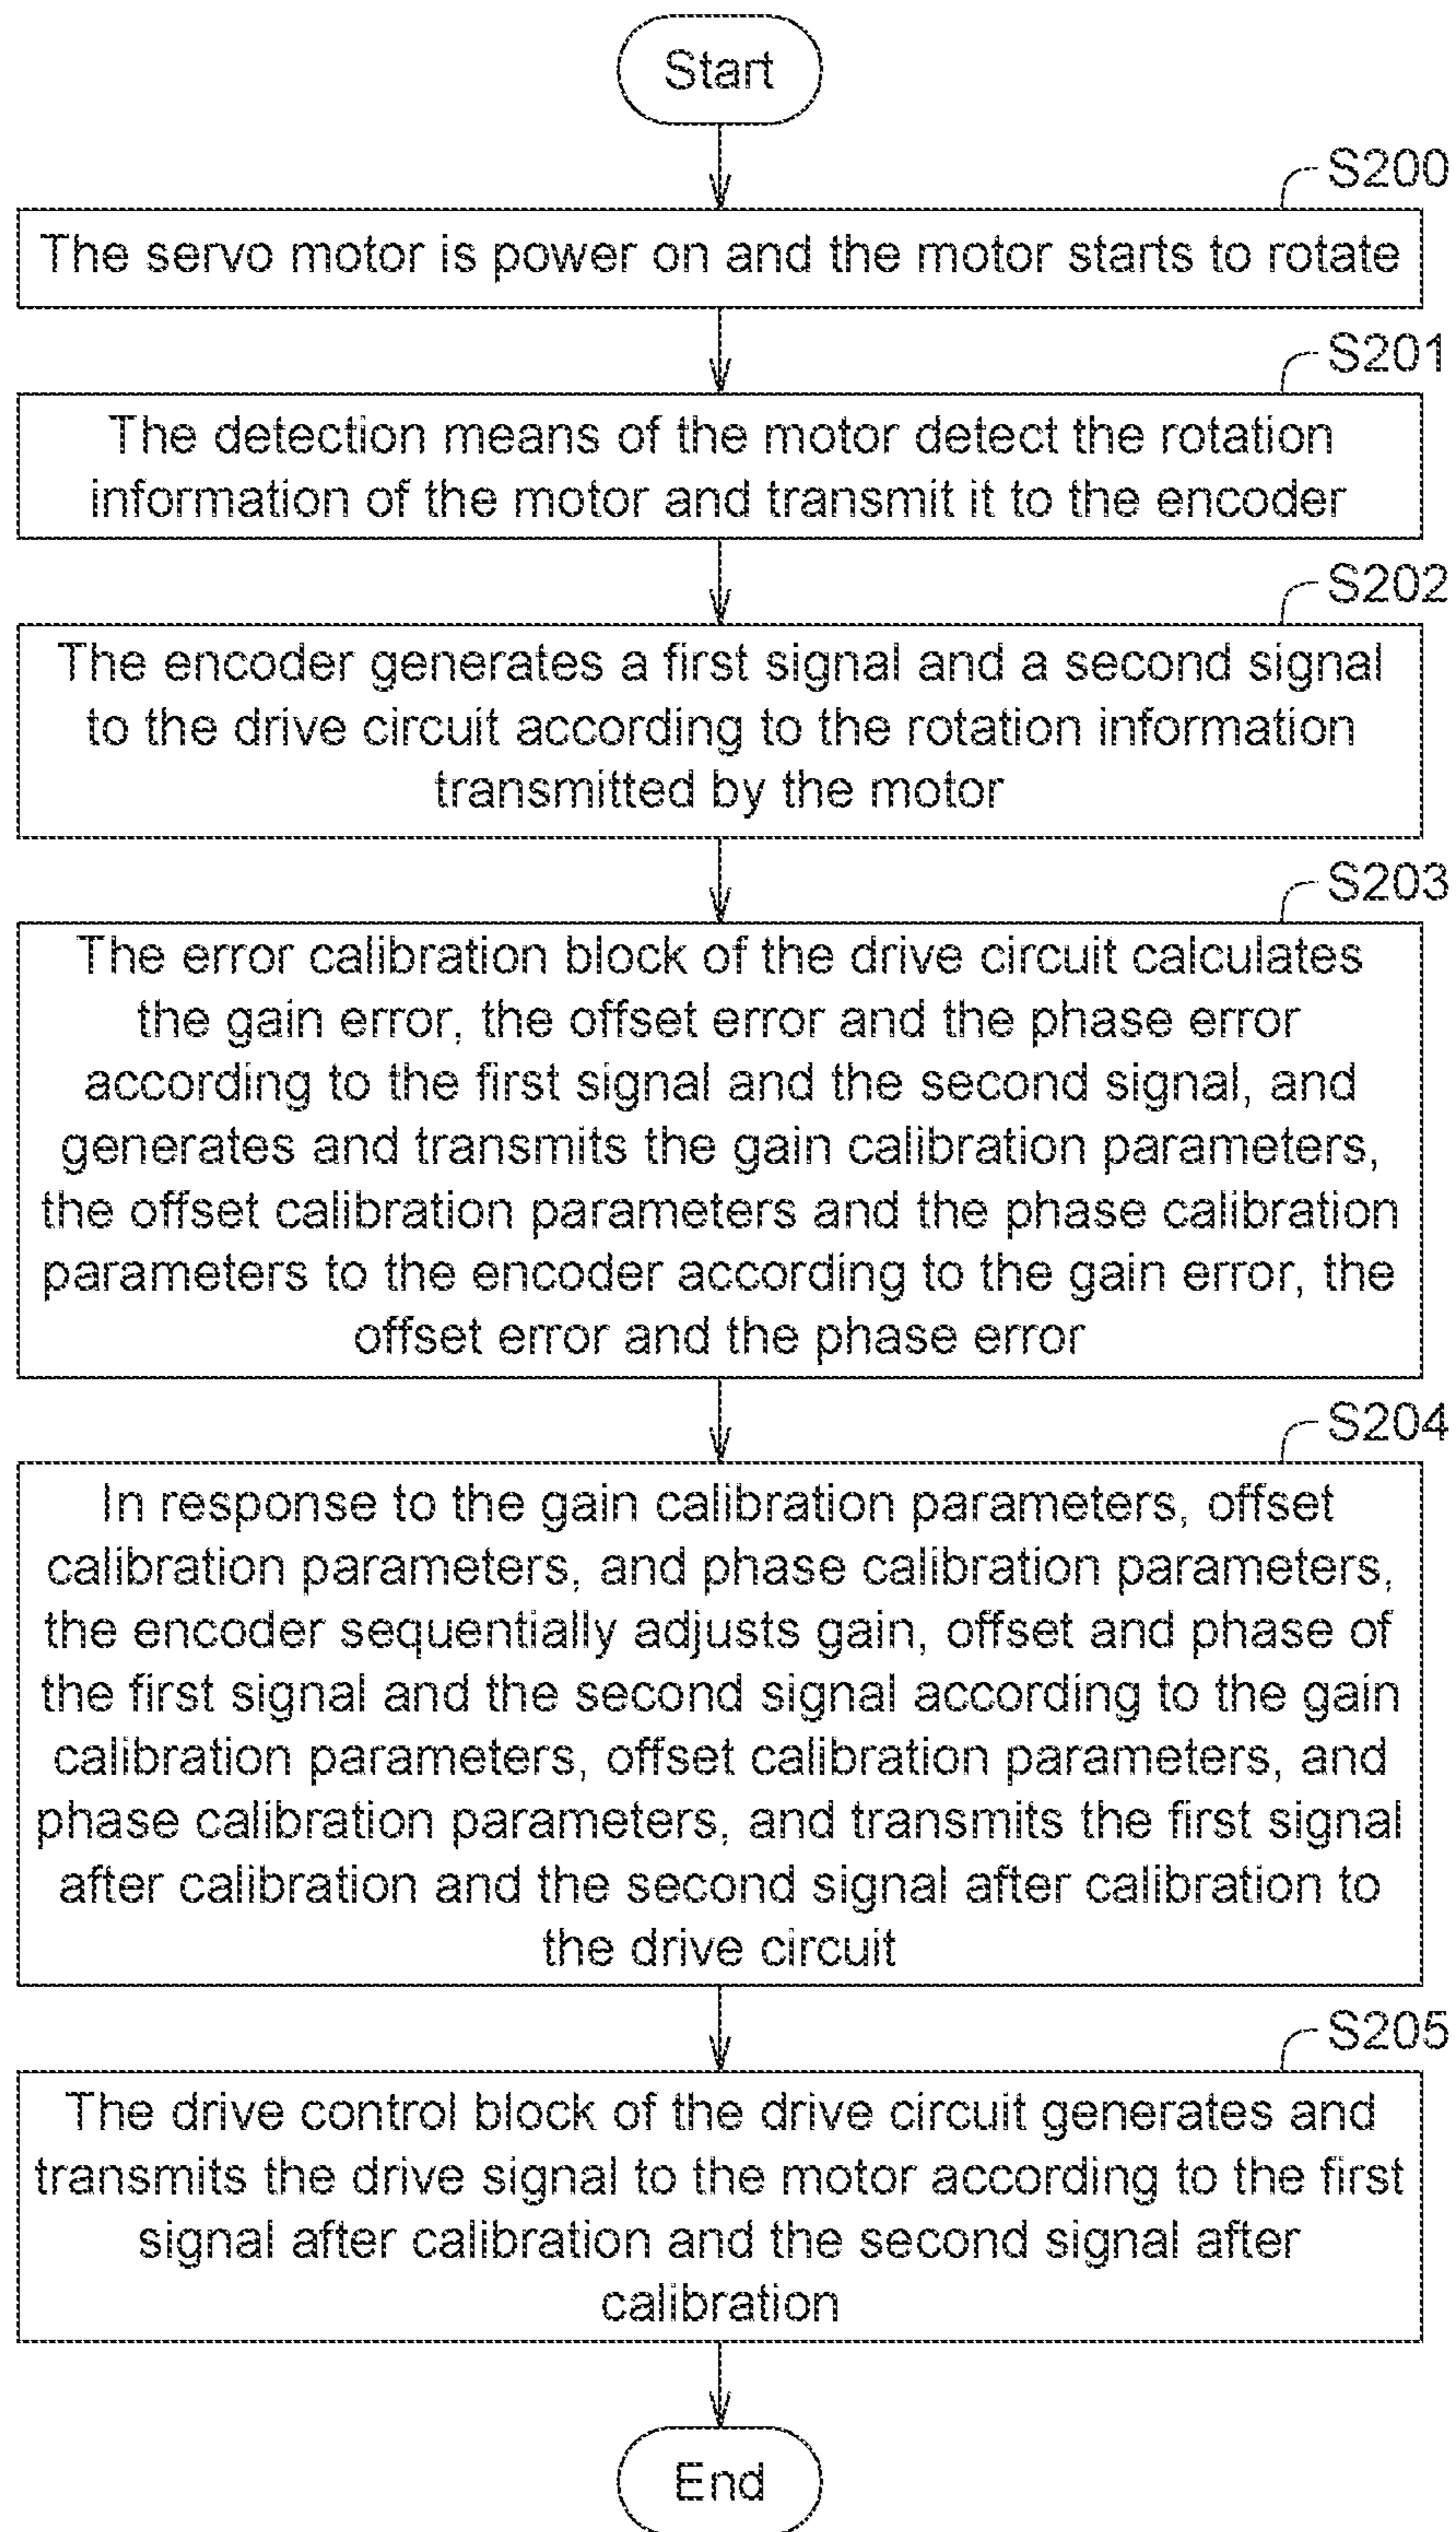 Start
S200
The servo motor is power on and the motor starts to rotate
S201
The detection means of the motor detect the rotation
information of the motor and transmit it to the encoder
S202
The encoder generates a first signal and a second signal
to the drive circuit according to the rotation information
transmitted by the motor
S203
The error calibration block of the drive circuit calculates
the gain error, the offset error and the phase error
according to the first signal and the second signal, and
generates and transmits the gain calibration parameters,
the offset calibration parameters and the phase calibration
parameters to the encoder according to the gain error, the
offset error and the phase error
S204
In response to the gain calibration parameters, offset
calibration parameters, and phase calibration parameters,
the encoder sequentially adjusts gain, offset and phase of
the first signal and the second signal according to the gain
calibration parameters, offset calibration parameters, and
phase calibration parameters, and transmits the first signal
after calibration and the second signal after calibration to
the drive circuit
S205
The drive control block of the drive circuit generates and
transmits the drive signal to the motor according to the first
signal after calibration and the second signal after
calibration
End